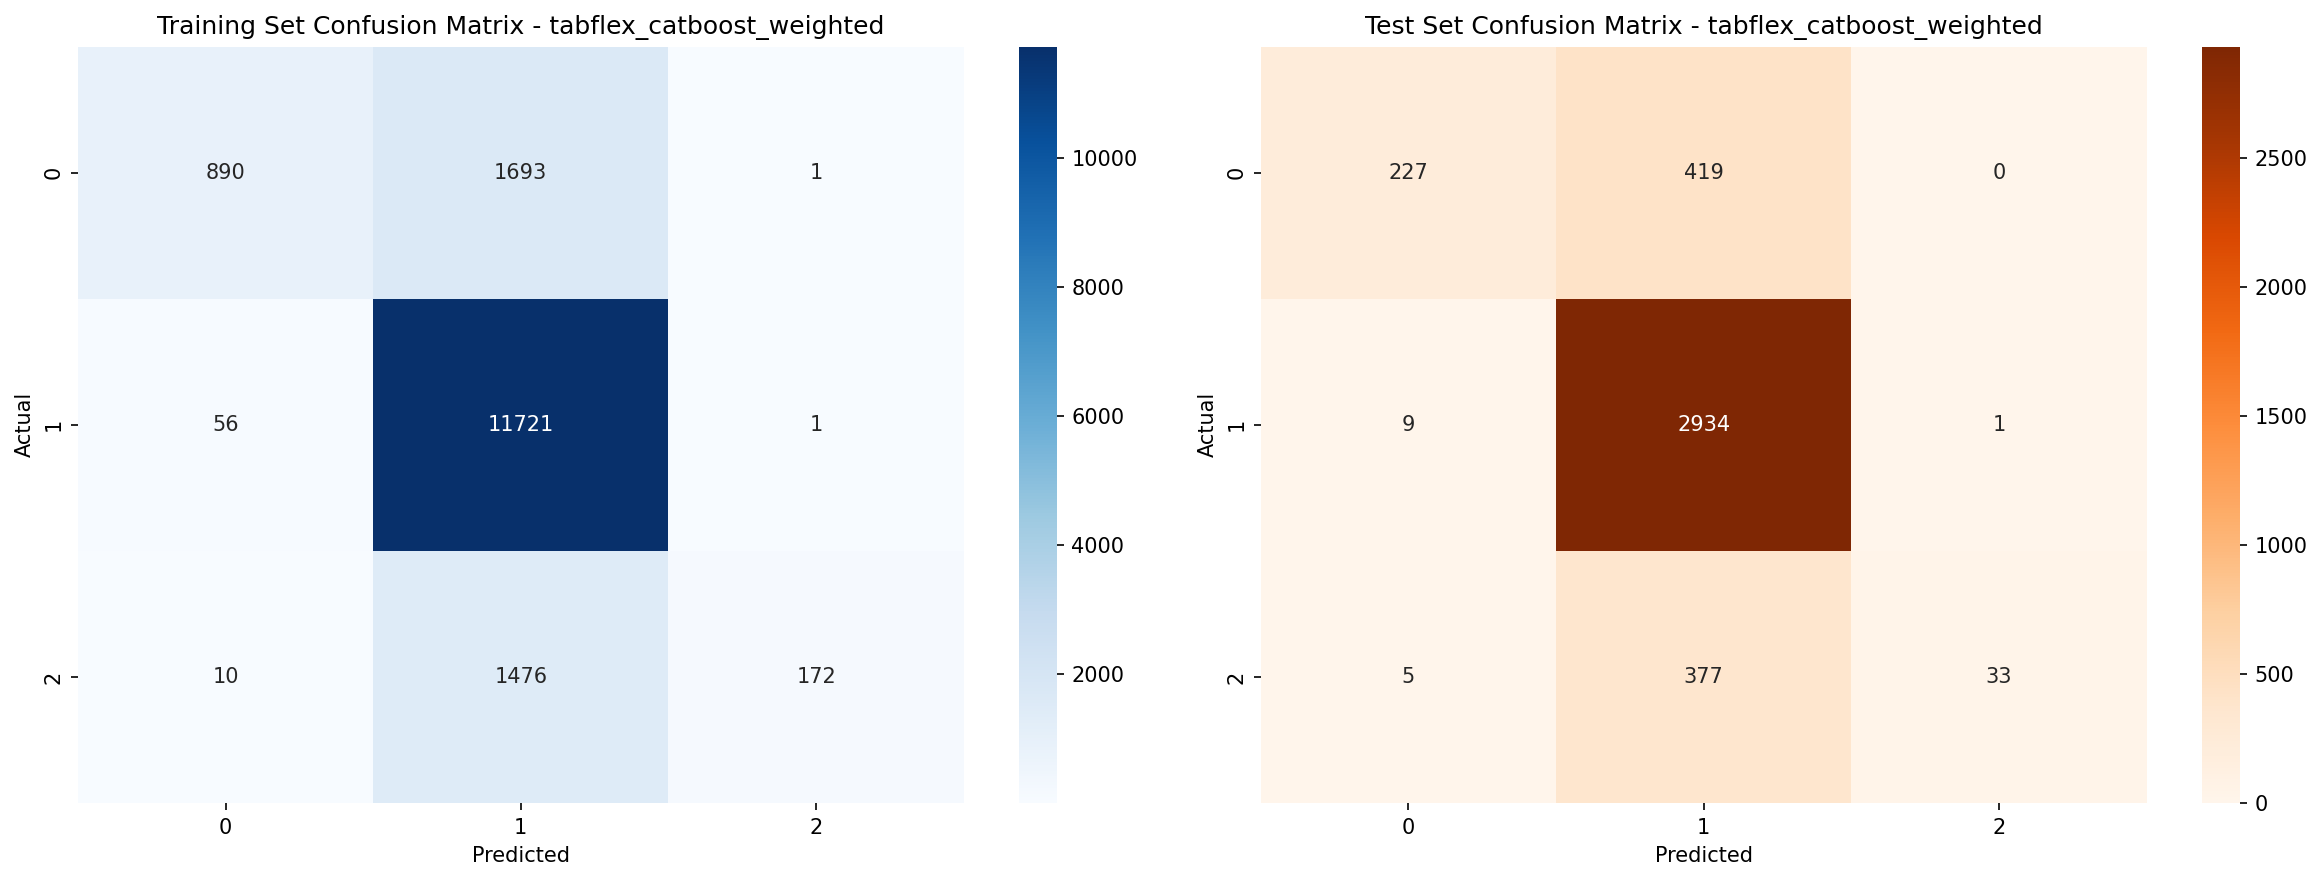 Training Set Confusion Matrix - tabflex_catboost_weighted
890 1693 1
56 11721 1
10 1476 172
0
1
2
Actual
0 1 2
Predicted
10000
8000
6000
4000
2000
Test Set Confusion Matrix - tabflex_catboost_weighted
227 419 0
9 2934 1
5 377 33
0
1
2
Actual
0 1 2
Predicted
2500
2000
1500
1000
500
0